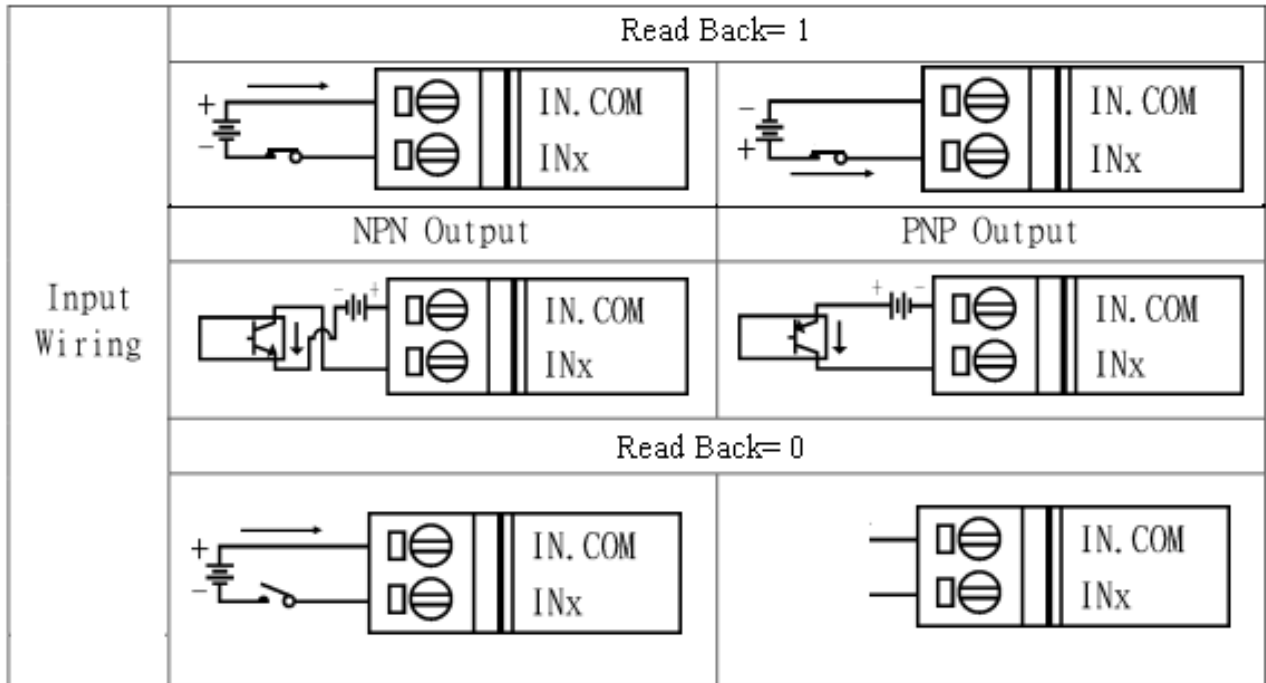 Read Back= 1
+
-
IN.COM
INx
-
+
IN.COM
INx
NPN Output
PNP Output
Input
Wiring
- +
IN.COM
INx
+ -
IN.COM
INx
Read Back= 0
+
-
IN.COM
INx
IN.COM
INx